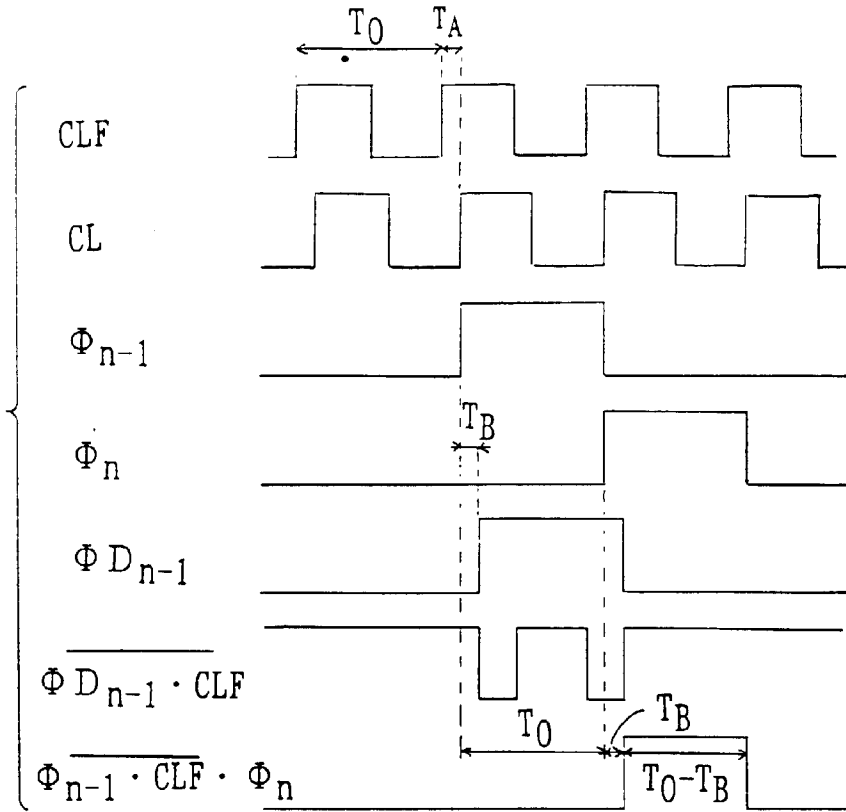 T0 TA
CLF
CL
Φn-1
TB
Φn
ΦDn-1
ΦDn-1 · CLF
T0 TB
Φn-1 · CLF · Φn
T0-TB